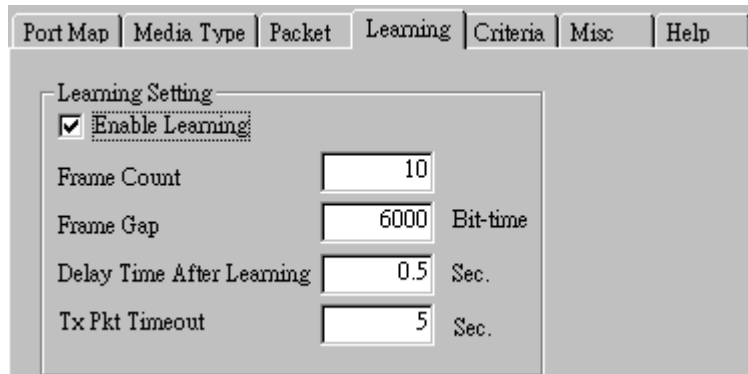 Port Map Media Type Packet Learning Criteria Misc Help
Learning Setting
Enable Learning
Frame Count 10
Frame Gap 6000 Bit-time
Delay Time After Learning 0.5 Sec.
Tx Pkt Timeout 5 Sec.